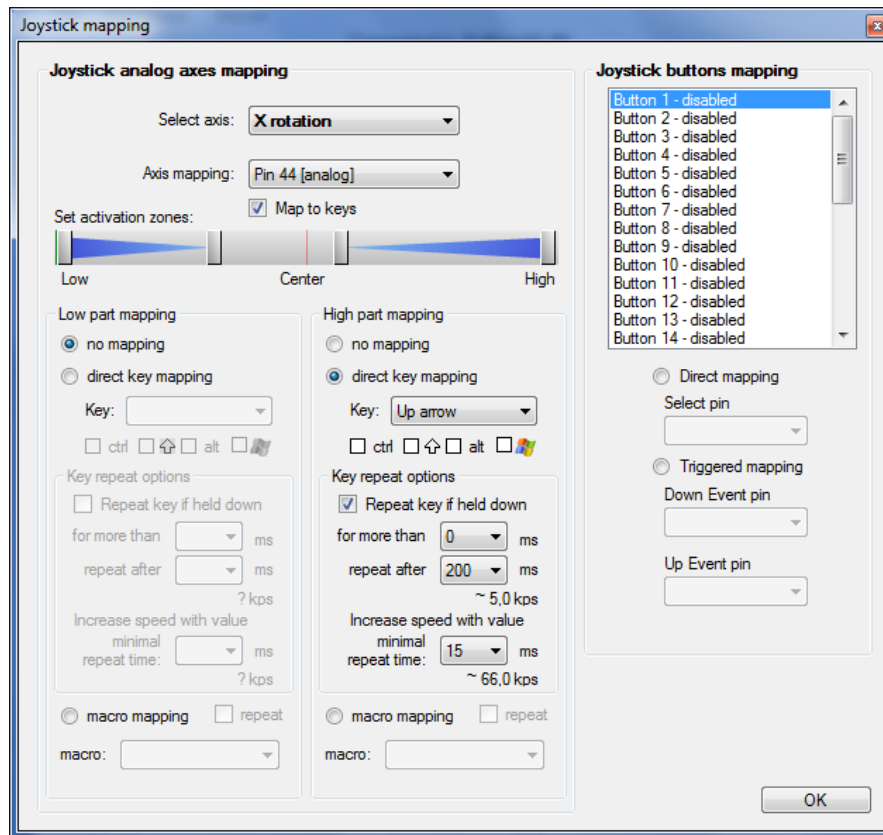 Joystick mapping
Joystick analog axes mapping
Select axis: X rotation
Axis mapping: Pin 44 [analog]
Map to keys
Set activation zones:
Low Center High
Low part mapping
no mapping
direct key mapping
Key:
ctrl alt
Key repeat options
Repeat key if held down
for more than ms
repeat after ms
? kps
Increase speed with value
minimal
repeat time: ms
? kps
macro mapping repeat
macro:
High part mapping
no mapping
direct key mapping
Key: Up arrow
ctrl alt
Key repeat options
Repeat key if held down
for more than 0 ms
repeat after 200 ms
~ 5,0 kps
Increase speed with value
minimal
repeat time: 15 ms
~ 66,0 kps
macro mapping repeat
macro:
Joystick buttons mapping
Button 1 - disabled
Button 2 - disabled
Button 3 - disabled
Button 4 - disabled
Button 5 - disabled
Button 6 - disabled
Button 7 - disabled
Button 8 - disabled
Button 9 - disabled
Button 10 - disabled
Button 11 - disabled
Button 12 - disabled
Button 13 - disabled
Button 14 - disabled
Direct mapping
Select pin
Triggered mapping
Down Event pin
Up Event pin
OK